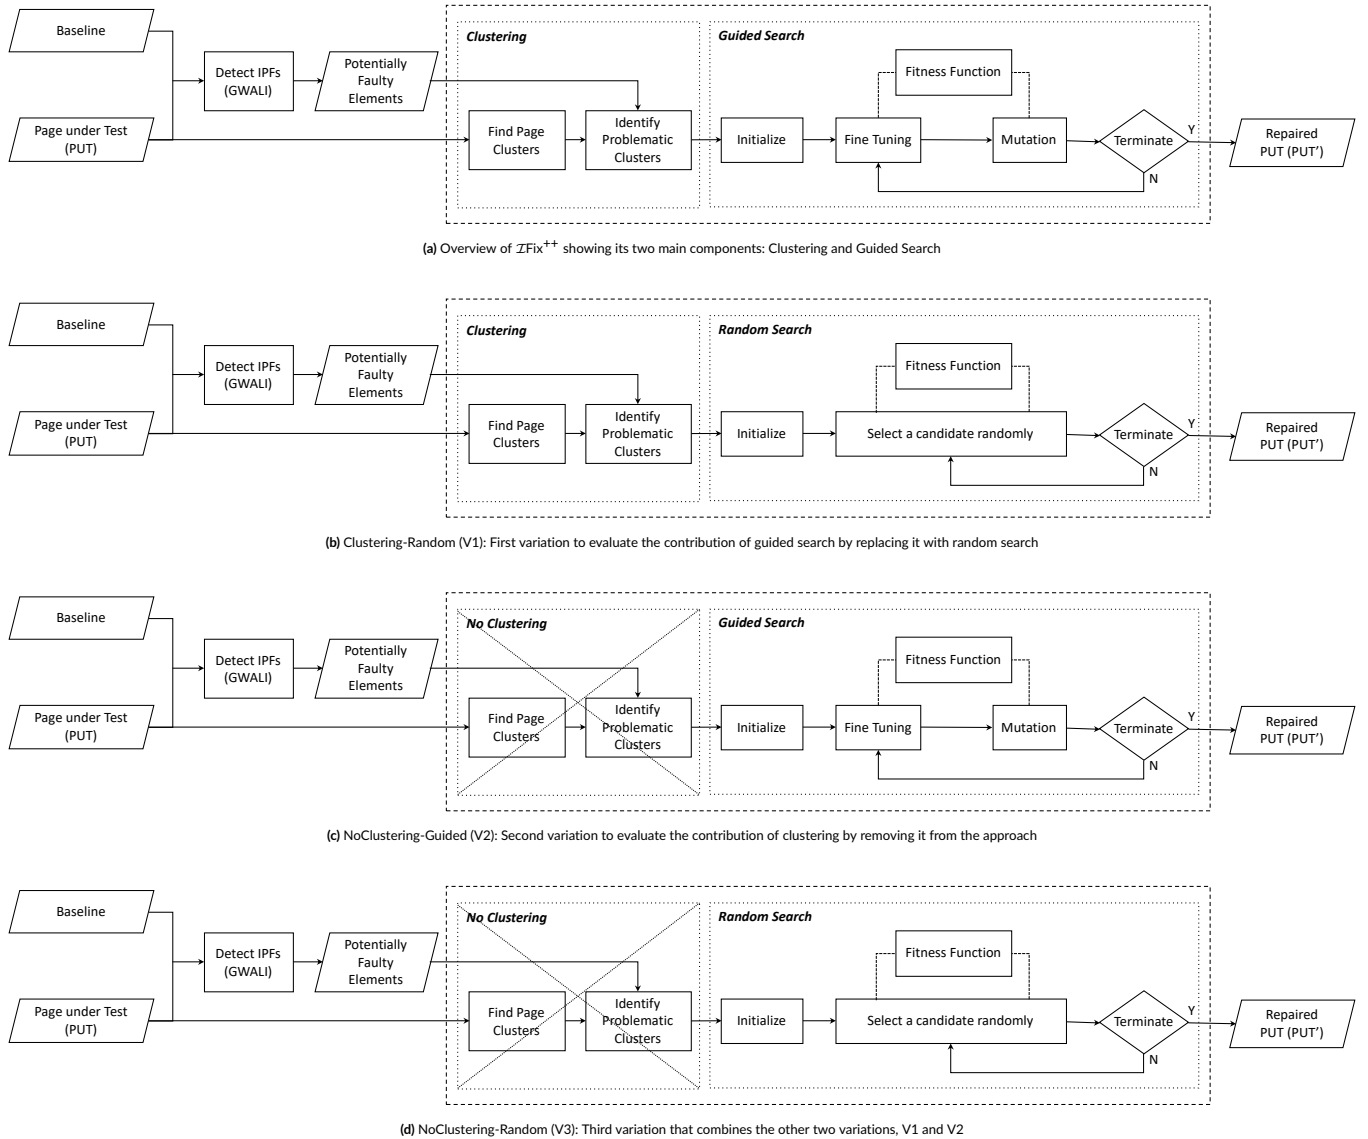 Baseline
Detect IPFs
(GWALI)
Potentially
Faulty
Elements
Page under Test
(PUT)
Clustering
Find Page
Clusters
Identify
Problematic
Clusters
Guided Search
Fitness Function
Initialize
Fine Tuning
Mutation
Terminate
Y
N
Repaired
PUT (PUT’)
(a) Overview of ℐFix++ showing its two main components: Clustering and Guided Search
Baseline
Detect IPFs
(GWALI)
Potentially
Faulty
Elements
Page under Test
(PUT)
Clustering
Find Page
Clusters
Identify
Problematic
Clusters
Random Search
Fitness Function
Initialize
Select a candidate randomly
Terminate
Y
N
Repaired
PUT (PUT’)
(b) Clustering-Random (V1): First variation to evaluate the contribution of guided search by replacing it with random search
Baseline
Detect IPFs
(GWALI)
Potentially
Faulty
Elements
Page under Test
(PUT)
No Clustering
Find Page
Clusters
Identify
Problematic
Clusters
Guided Search
Fitness Function
Initialize
Fine Tuning
Mutation
Terminate
Y
N
Repaired
PUT (PUT’)
(c) NoClustering-Guided (V2): Second variation to evaluate the contribution of clustering by removing it from the approach
Baseline
Detect IPFs
(GWALI)
Potentially
Faulty
Elements
Page under Test
(PUT)
No Clustering
Find Page
Clusters
Identify
Problematic
Clusters
Random Search
Fitness Function
Initialize
Select a candidate randomly
Terminate
Y
N
Repaired
PUT (PUT’)
(d) NoClustering-Random (V3): Third variation that combines the other two variations, V1 and V2